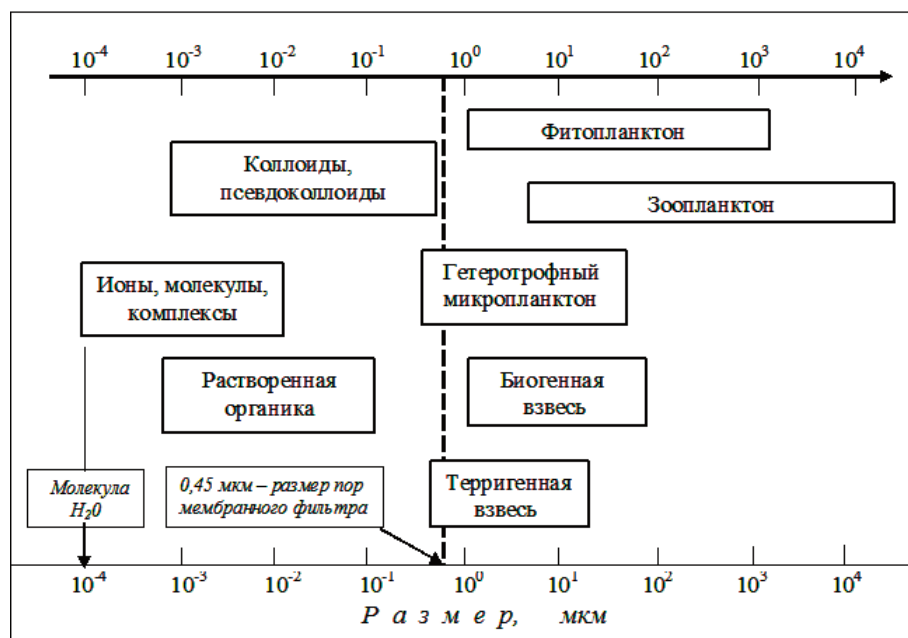 10⁻⁴ 10⁻³ 10⁻² 10⁻¹ 10⁰ 10¹ 10² 10³ 10⁴
Фитопланктон
Коллоиды,
псевдоколлоиды
Зоопланктон
Гетеротрофный
микропланктон
Ионы, молекулы,
комплексы
Растворенная
органика
Биогенная
взвесь
Молекула
H₂0
0,45 мкм – размер пор
мембранного фильтра
Терригенная
взвесь
10⁻⁴ 10⁻³ 10⁻² 10⁻¹ 10⁰ 10¹ 10² 10³ 10⁴
Размер, мкм